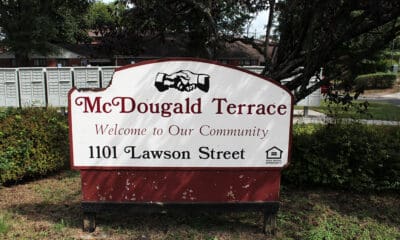 McDougald Terrace
Welcome to Our Community
1101 Lawson Street